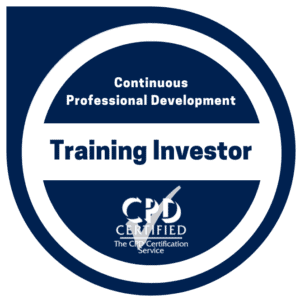 Continuous
Professional Development
Training Investor
CPD
CERTIFIED
The CPD Certification
Service